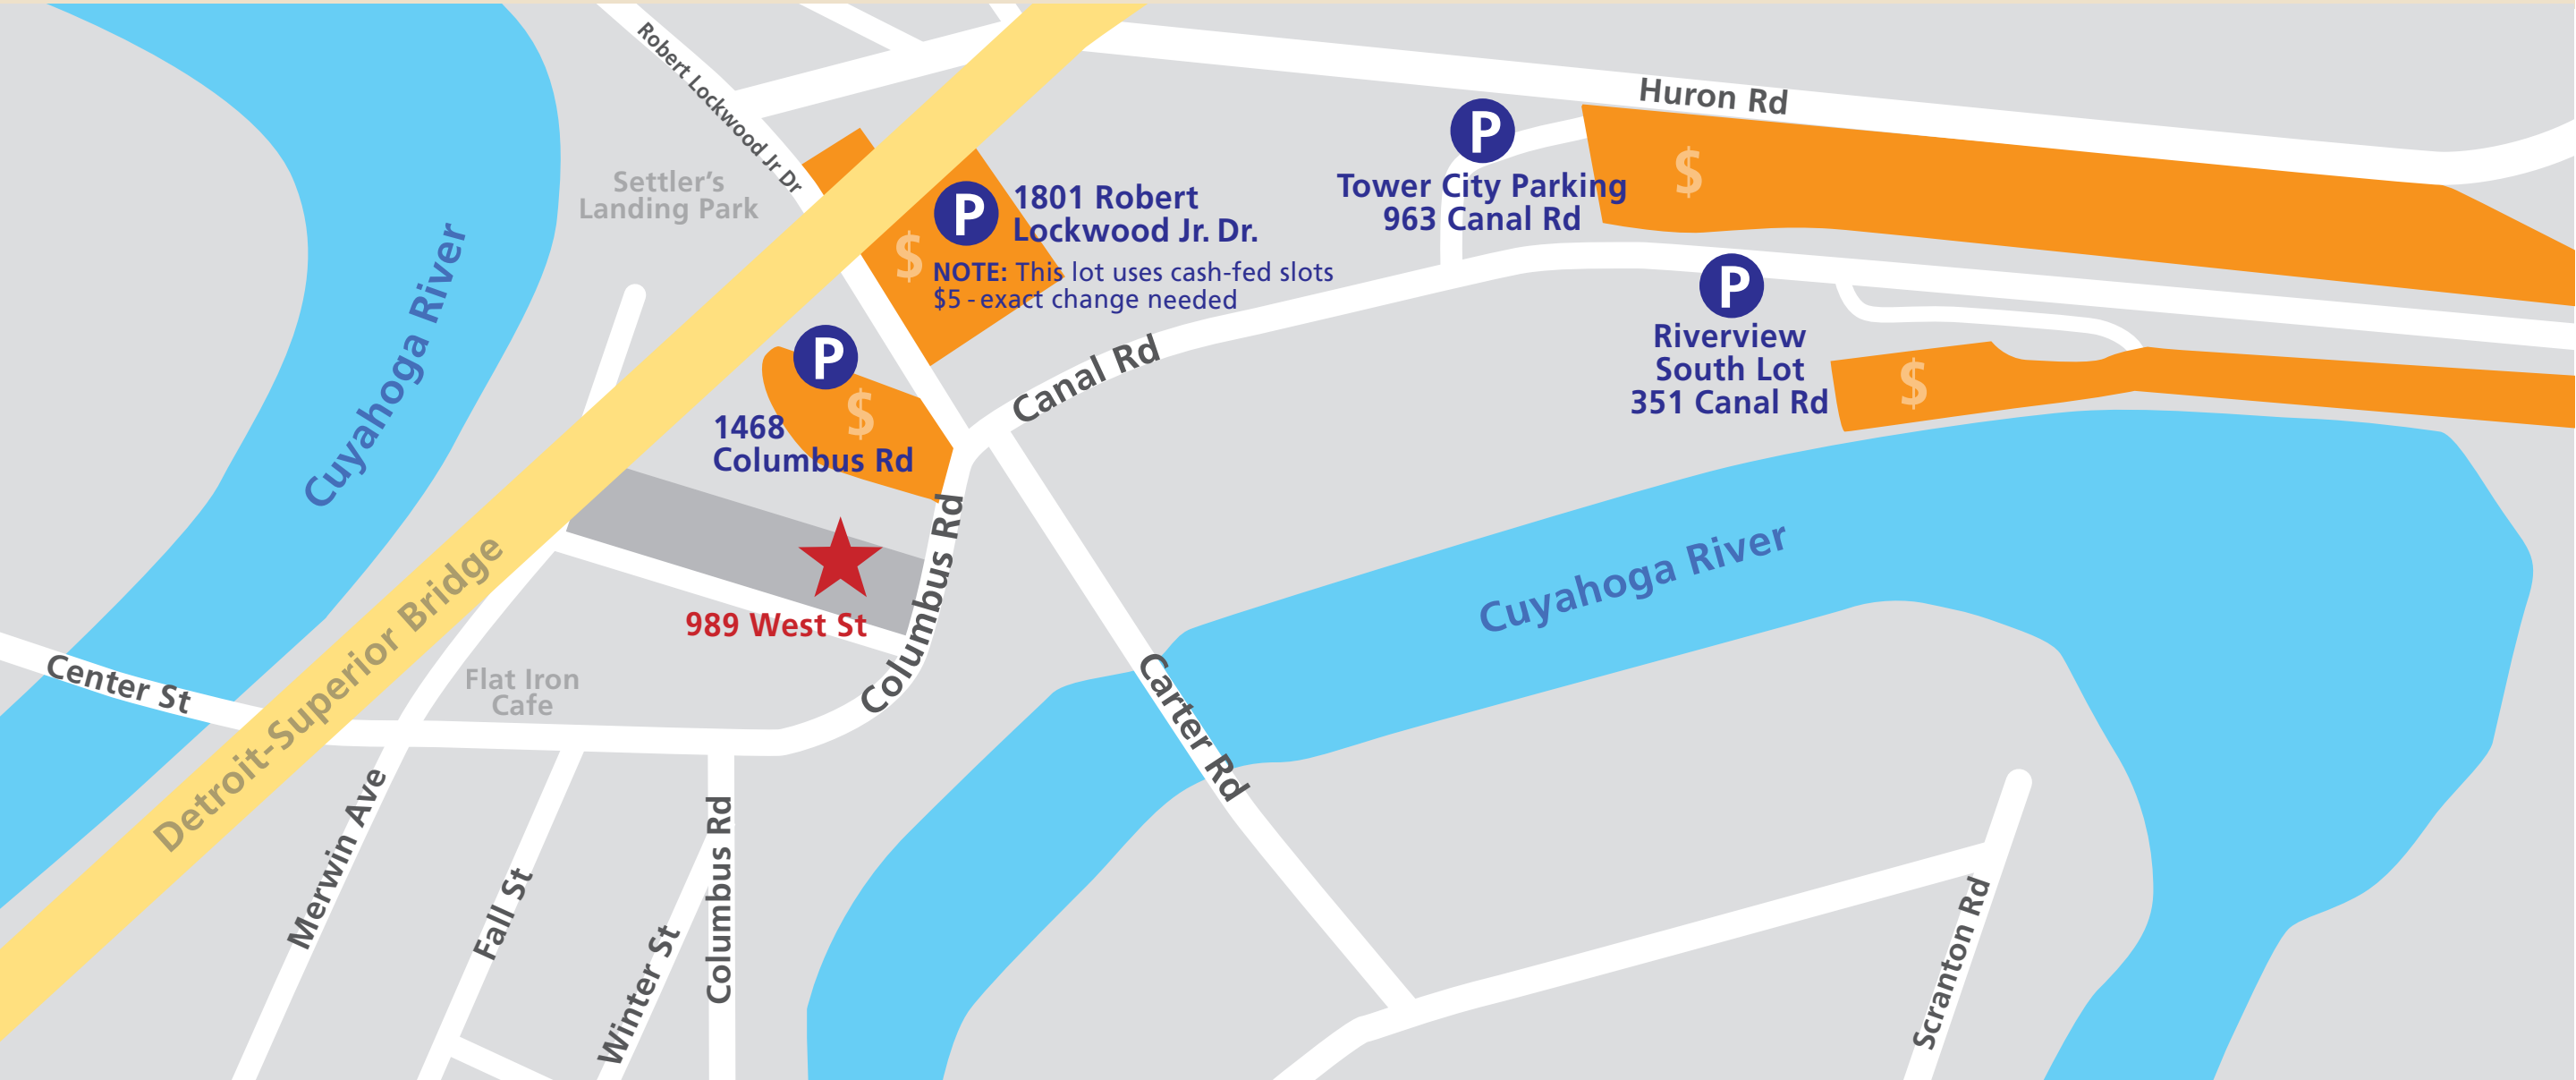 Robert Lockwood Jr Dr
Huron Rd
P
Tower City Parking
963 Canal Rd
$
Settler's
Landing Park
P
1801 Robert
Lockwood Jr. Dr.
$
NOTE: This lot uses cash-fed slots
$5 - exact change needed
P
Riverview
South Lot
351 Canal Rd
$
Cuyahoga River
P
$
1468
Columbus Rd
Canal Rd
Columbus Rd
989 West St
Cuyahoga River
Detroit-Superior Bridge
Center St
Flat Iron
Cafe
Carter Rd
Merwin Ave
Fall St
Winter St
Columbus Rd
Scranton Rd